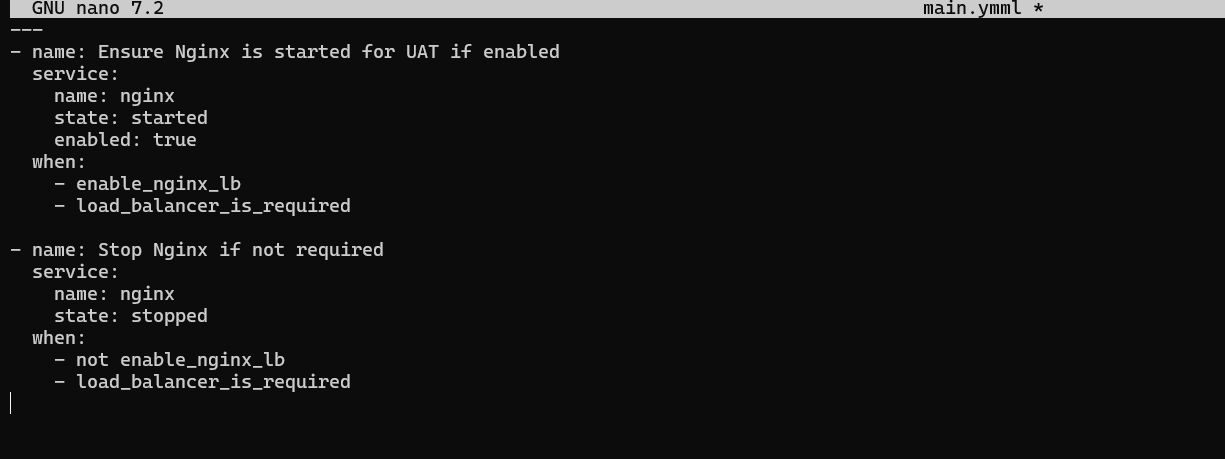 GNU nano 7.2 main.ymml *
---
- name: Ensure Nginx is started for UAT if enabled
  service:
    name: nginx
    state: started
    enabled: true
  when:
    - enable_nginx_lb
    - load_balancer_is_required

- name: Stop Nginx if not required
  service:
    name: nginx
    state: stopped
  when:
    - not enable_nginx_lb
    - load_balancer_is_required